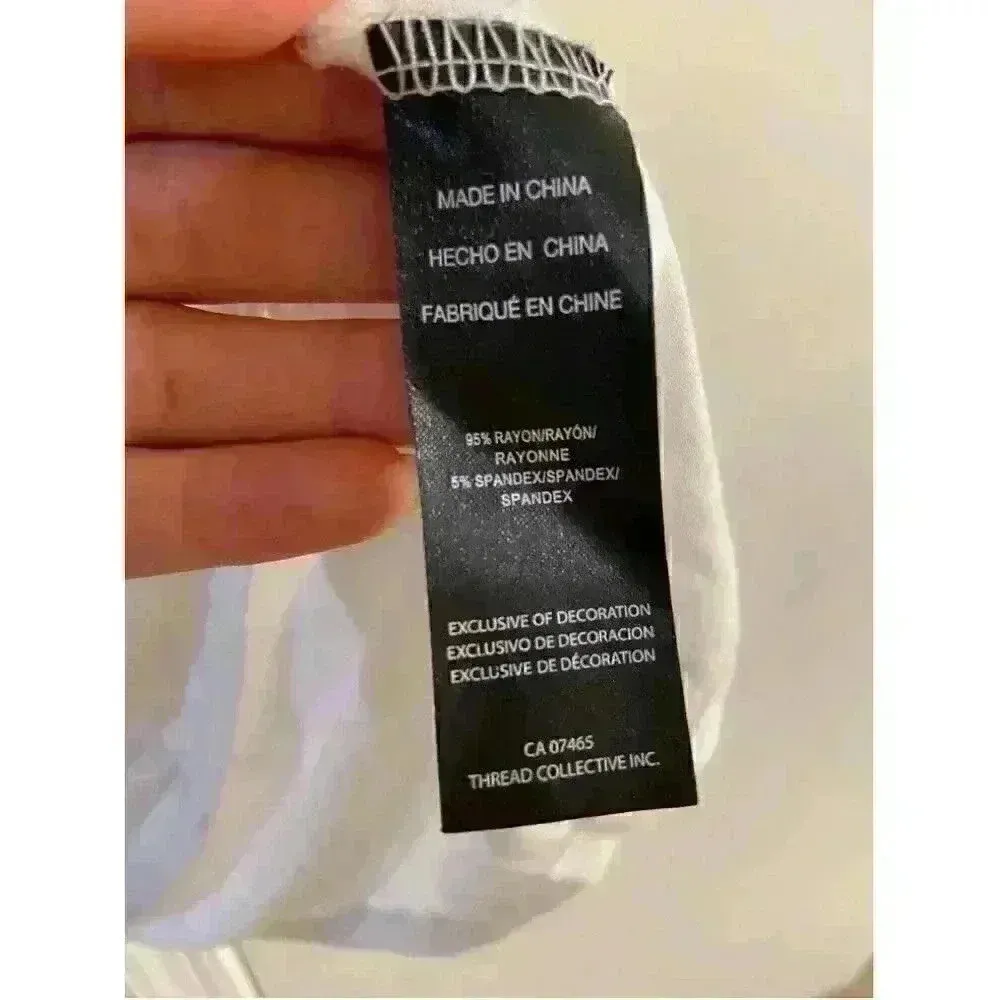 MADE IN CHINA
HECHO EN CHINA
FABRIQUÉ EN CHINE
95% RAYON/RAYÓN/
RAYONNE
5% SPANDEX/SPANDEX/
SPANDEX
EXCLUSIVE OF DECORATION
EXCLUSIVO DE DECORACION
EXCLUSIVE DE DÉCORATION
CA 07465
THREAD COLLECTIVE INC.